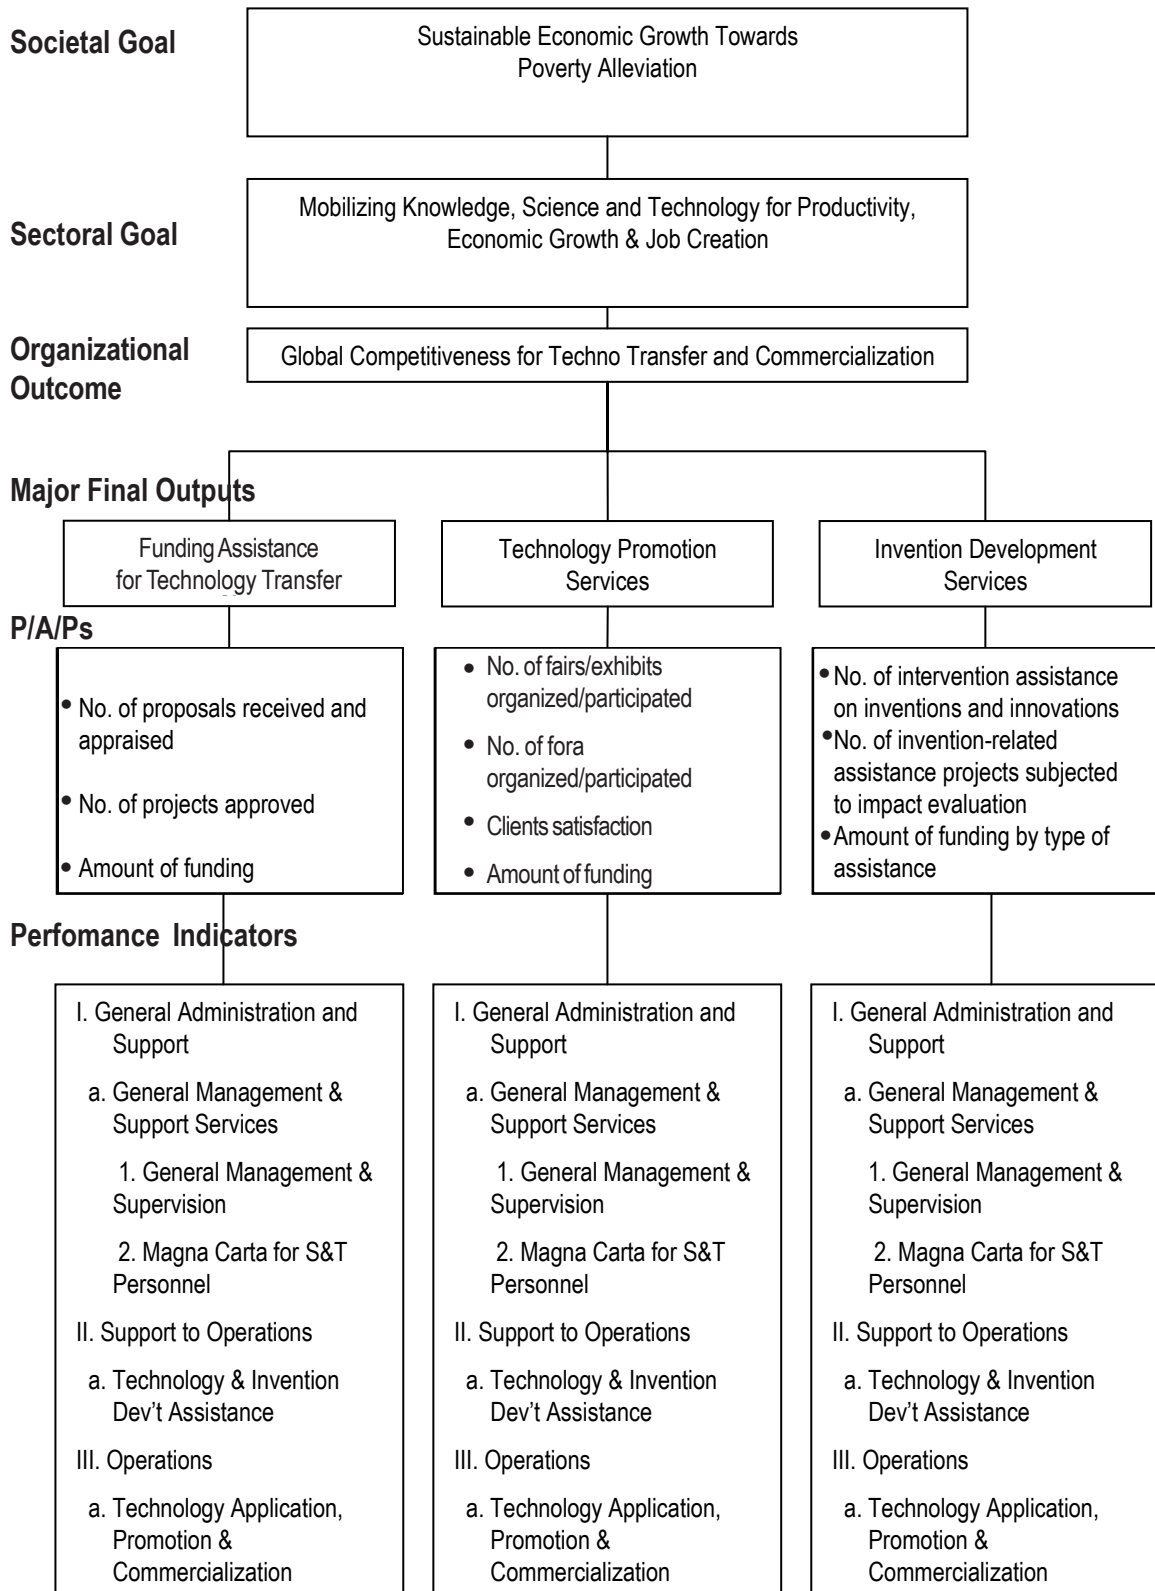 Societal Goal
Sustainable Economic Growth Towards
Poverty Alleviation
Sectoral Goal
Mobilizing Knowledge, Science and Technology for Productivity,
Economic Growth & Job Creation
Organizational
Outcome
Global Competitiveness for Techno Transfer and Commercialization
Major Final Outputs
Funding Assistance
for Technology Transfer
Technology Promotion
Services
Invention Development
Services
P/A/Ps
• No. of proposals received and
appraised
• No. of projects approved
• Amount of funding
• No. of fairs/exhibits
organized/participated
• No. of fora
organized/participated
• Clients satisfaction
• Amount of funding
• No. of intervention assistance
on inventions and innovations
• No. of invention-related
assistance projects subjected
to impact evaluation
• Amount of funding by type of
assistance
Perfomance Indicators
I. General Administration and
Support
a. General Management &
Support Services
1. General Management &
Supervision
2. Magna Carta for S&T
Personnel
II. Support to Operations
a. Technology & Invention
Dev’t Assistance
III. Operations
a. Technology Application,
Promotion &
Commercialization
I. General Administration and
Support
a. General Management &
Support Services
1. General Management &
Supervision
2. Magna Carta for S&T
Personnel
II. Support to Operations
a. Technology & Invention
Dev’t Assistance
III. Operations
a. Technology Application,
Promotion &
Commercialization
I. General Administration and
Support
a. General Management &
Support Services
1. General Management &
Supervision
2. Magna Carta for S&T
Personnel
II. Support to Operations
a. Technology & Invention
Dev’t Assistance
III. Operations
a. Technology Application,
Promotion &
Commercialization